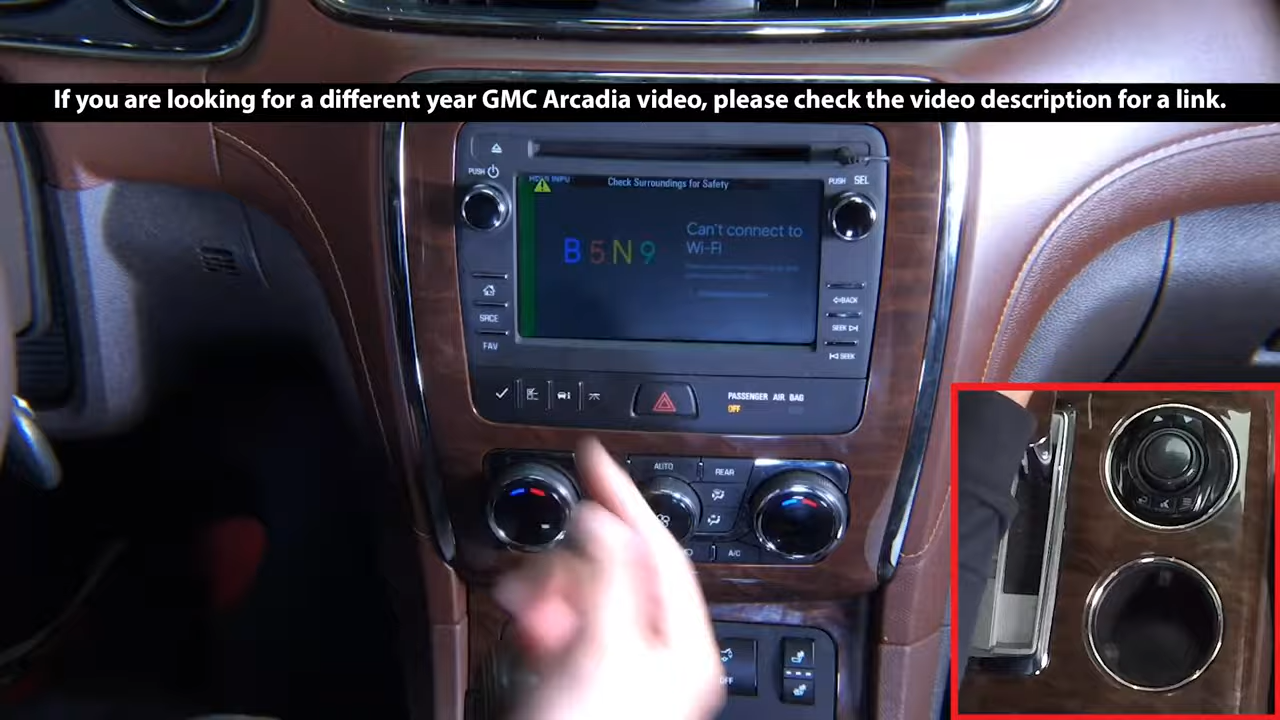 If you are looking for a different year GMC Arcadia video, please check the video description for a link.
PUSH
PUSH SEL
Check Surroundings for Safety
Can't connect to
Wi-Fi
B5N9
BACK
SRCE
SEEK
FAV
SEEK
PASSENGER AIR BAG
OFF
AUTO
REAR
A/C
OFF